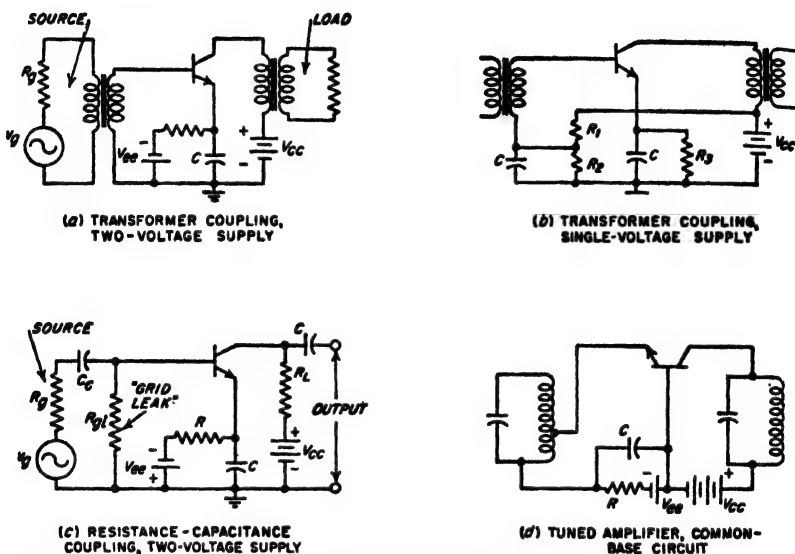 SOURCE
LOAD
Rg
vg
Vee
C
+
VCC
-
(a) TRANSFORMER COUPLING,
TWO-VOLTAGE SUPPLY
C
R1
R2
C
R3
+
VCC
-
(b) TRANSFORMER COUPLING,
SINGLE-VOLTAGE SUPPLY
SOURCE
CG
Rg
"GRID
LEAK"
Rgl
vg
R
-
Vee
+
C
C
RL
+
VCC
-
OUTPUT
(c) RESISTANCE-CAPACITANCE
COUPLING, TWO-VOLTAGE SUPPLY
C
R
-
Vee
+
VCC
(d) TUNED AMPLIFIER, COMMON-
BASE CIRCUIT